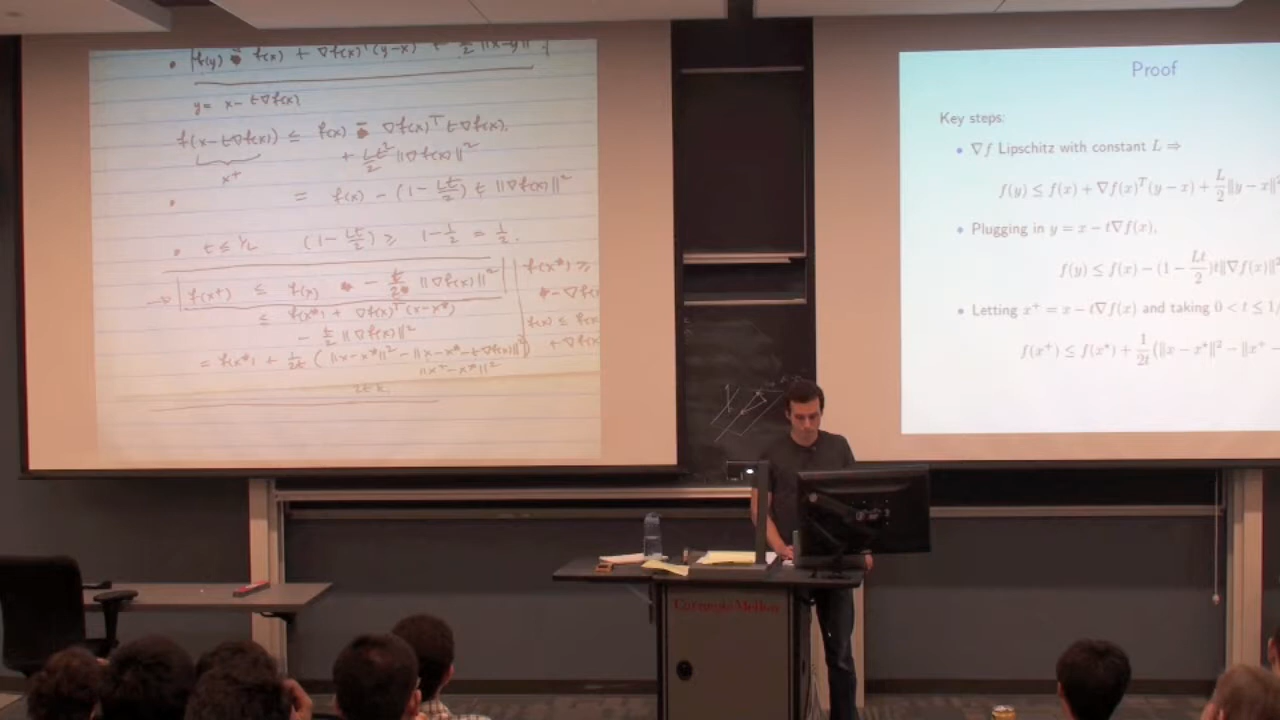 • f(y) ≤ f(x) + ∇f(x)ᵀ(y-x) + L/2 ||x-y||²
y = x - t∇f(x)
f(x-t∇f(x)) ≤ f(x) - ∇f(x)ᵀ t∇f(x).
x⁺
+ Lt²/2 ||∇f(x)||²
= f(x) - (1 - Lt/2) t ||∇f(x)||²
• t ≤ 1/L (1 - Lt/2) ≥ 1 - 1/2 = 1/2.
f(x⁺) ≤ f(x) - t/2 ||∇f(x)||²
≤ f(x*) + ∇f(x)ᵀ(x-x*)
- t/2 ||∇f(x)||²
= f(x*) + 1/2t (||x-x*||² - ||x-x*-t∇f(x)||²)
||x⁺-x*||²
f(x*) ≥
- ∇f(x
f(x) ≤ f(x
+ ∇f(x
Proof
Key steps:
• ∇f Lipschitz with constant L ⇒
f(y) ≤ f(x) + ∇f(x)ᵀ(y - x) + L/2 ||y - x||²
• Plugging in y = x - t∇f(x),
f(y) ≤ f(x) - (1 - Lt/2)t||∇f(x)||²
• Letting x⁺ = x - t∇f(x) and taking 0 < t ≤ 1/
f(x⁺) ≤ f(x*) + 1/2t (||x - x*||² - ||x⁺ -
Carnegie Mellon